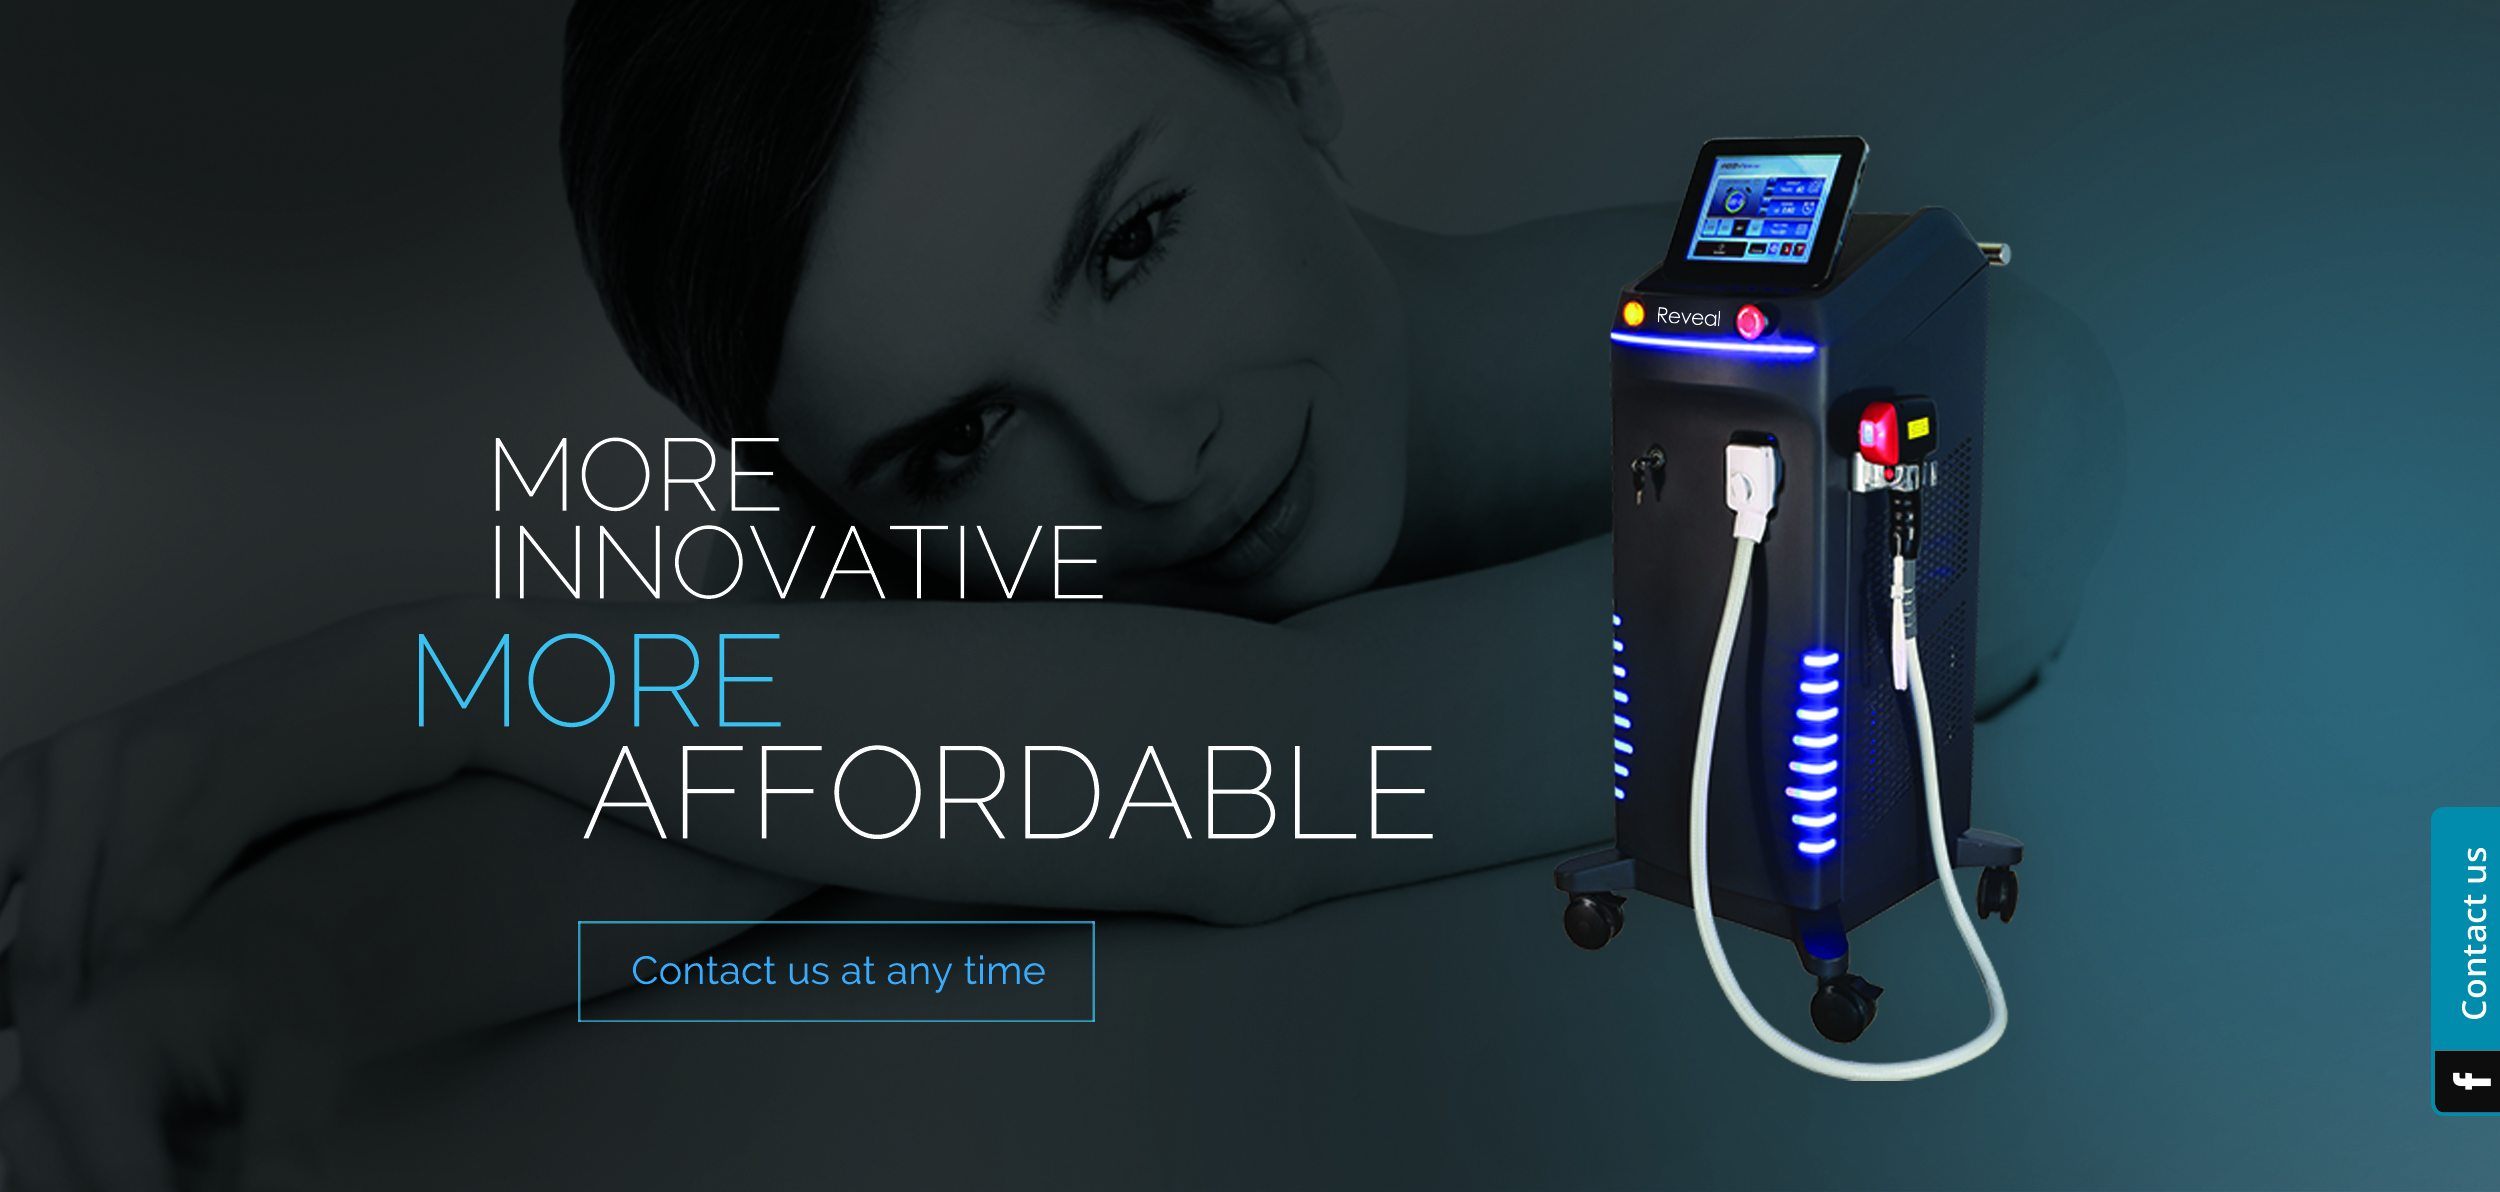 MORE
INNOVATIVE
MORE
AFFORDABLE
Contact us at any time
Reveal
Contact us
f